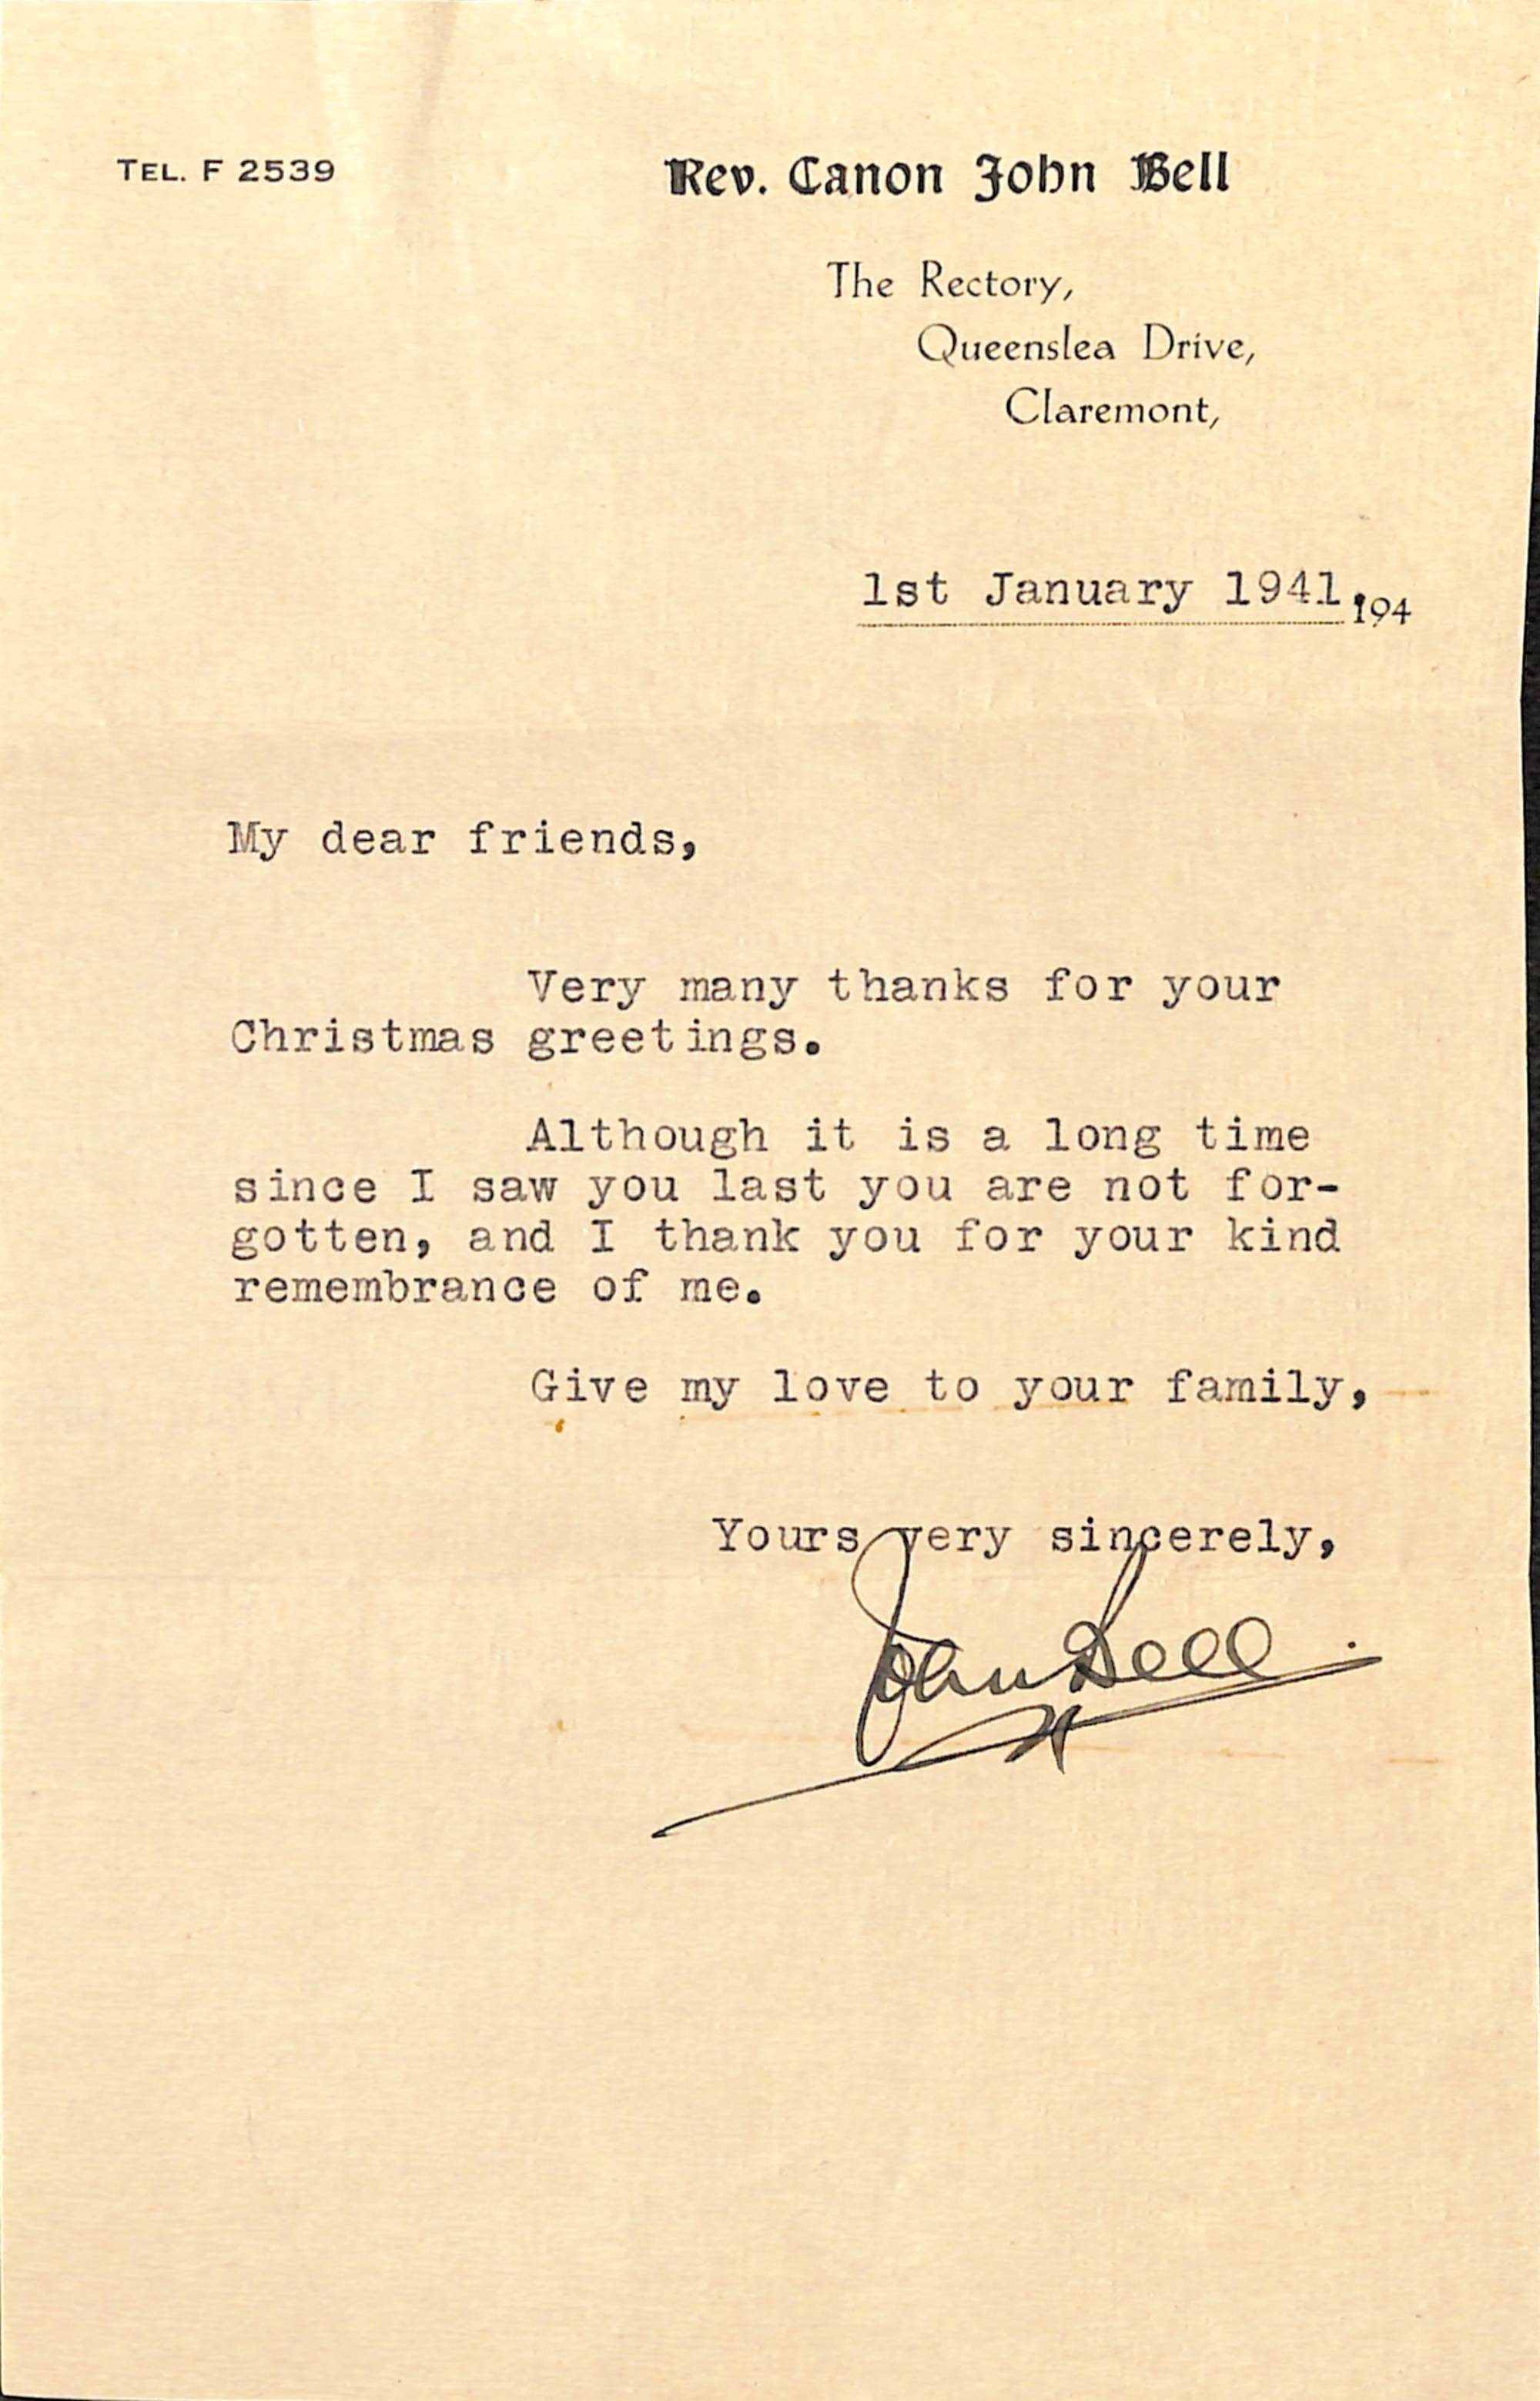 TEL. F 2539
Rev. Canon John Bell
The Rectory,
Queenslea Drive,
Claremont,
1st January 1941, 194
My dear friends,
Very many thanks for your
Christmas greetings.
Although it is a long time
since I saw you last you are not for-
gotten, and I thank you for your kind
remembrance of me.
Give my love to your family,
Yours very sincerely,
John Bell